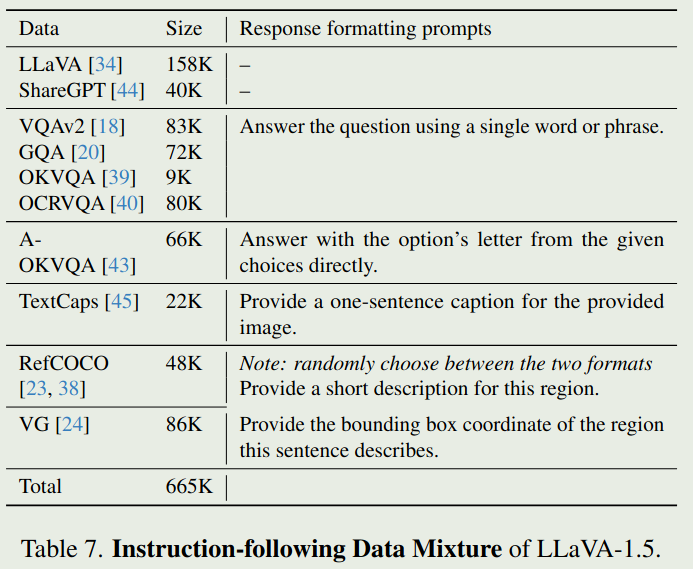 Data Size Response formatting prompts
LLaVA [34] 158K –
ShareGPT [44] 40K –
VQAv2 [18] 83K Answer the question using a single word or phrase.
GQA [20] 72K
OKVQA [39] 9K
OCRVQA [40] 80K
A- 66K Answer with the option's letter from the given
OKVQA [43] choices directly.
TextCaps [45] 22K Provide a one-sentence caption for the provided
image.
RefCOCO 48K Note: randomly choose between the two formats
[23, 38] Provide a short description for this region.
VG [24] 86K Provide the bounding box coordinate of the region
this sentence describes.
Total 665K
Table 7. Instruction-following Data Mixture of LLaVA-1.5.